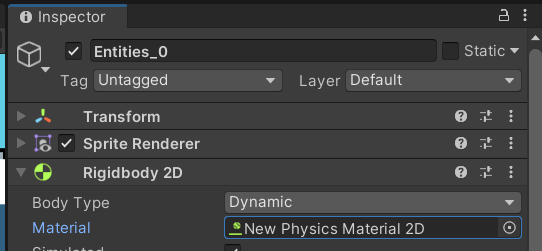 Inspector
Entities_0
Static
Tag Untagged Layer Default
Transform
Sprite Renderer
Rigidbody 2D
Body Type Dynamic
Material New Physics Material 2D